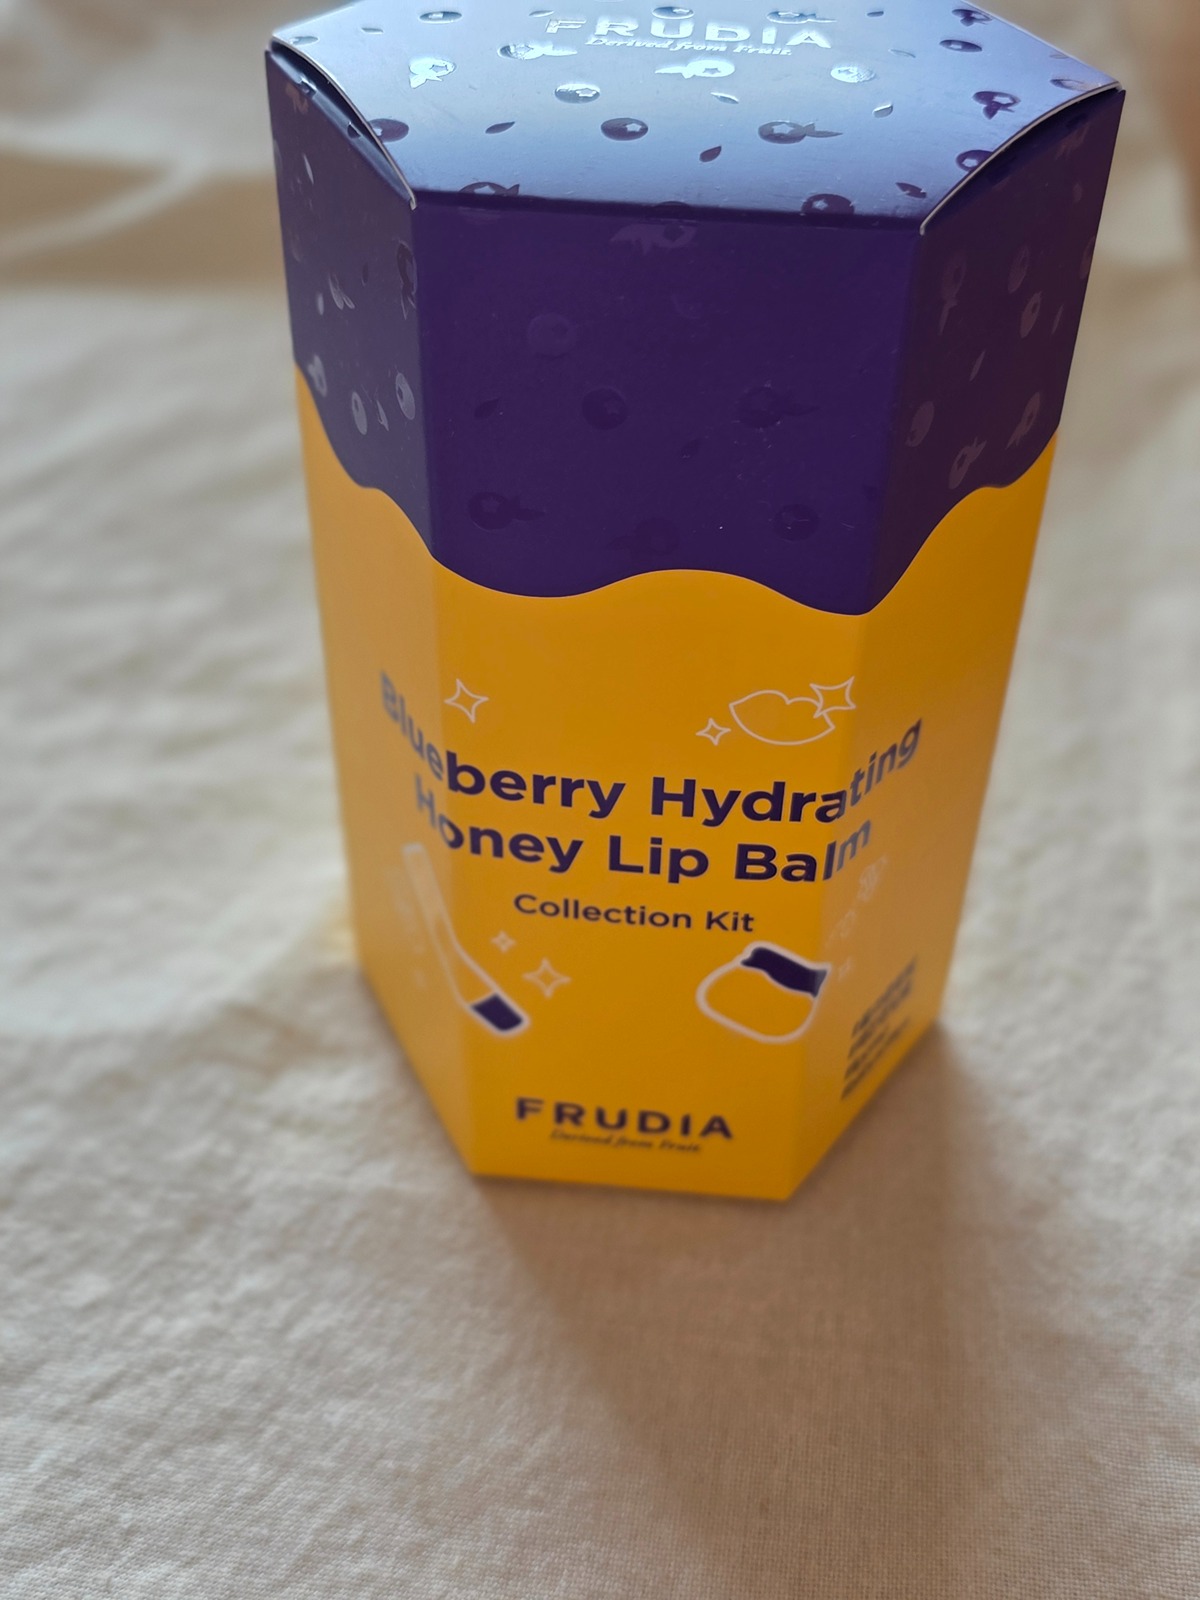 FRUDIA
Derived from Fruit.
Blueberry Hydrating
Honey Lip Balm
Collection Kit
FRUDIA
Derived from Fruit.